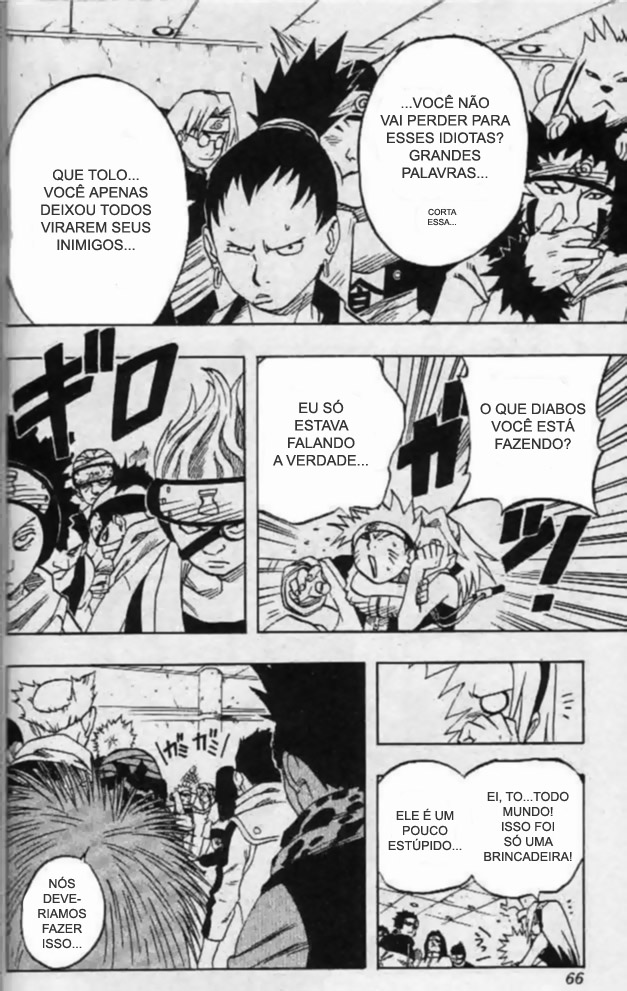 ...VOCÊ NÃO
VAI PERDER PARA
ESSES IDIOTAS?
GRANDES
PALAVRAS...
CORTA
ESSA...
QUE TOLO...
VOCÊ APENAS
DEIXOU TODOS
VIRAREM SEUS
INIMIGOS...
O QUE DIABOS
VOCÊ ESTÁ
FAZENDO?
EU SÓ
ESTAVA
FALANDO
A VERDADE...
ガッ!
ギロ
EI, TO...TODO
MUNDO!
ISSO FOI
SÓ UMA
BRINCADEIRA!
ELE É UM
POUCO
ESTÚPIDO...
ガミガミ
NÓS
DEVE-
RIAMOS
FAZER
ISSO...
66